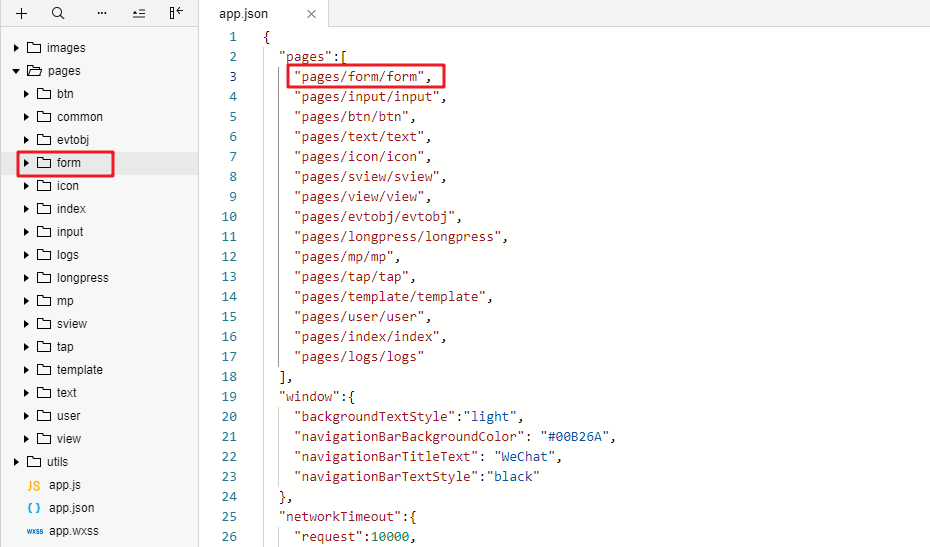 app.json
images
pages
btn
common
evtobj
form
icon
index
input
logs
longpress
mp
sview
tap
template
text
user
view
utils
JS app.js
{ } app.json
wxss app.wxss
1 {
2 "pages":[
3 "pages/form/form",
4 "pages/input/input",
5 "pages/btn/btn",
6 "pages/text/text",
7 "pages/icon/icon",
8 "pages/sview/sview",
9 "pages/view/view",
10 "pages/evtobj/evtobj",
11 "pages/longpress/longpress",
12 "pages/mp/mp",
13 "pages/tap/tap",
14 "pages/template/template",
15 "pages/user/user",
16 "pages/index/index",
17 "pages/logs/logs"
18 ],
19 "window":{
20 "backgroundTextStyle":"light",
21 "navigationBarBackgroundColor": "#00B26A",
22 "navigationBarTitleText": "WeChat",
23 "navigationBarTextStyle":"black"
24 },
25 "networkTimeout":{
26 "request":10000,